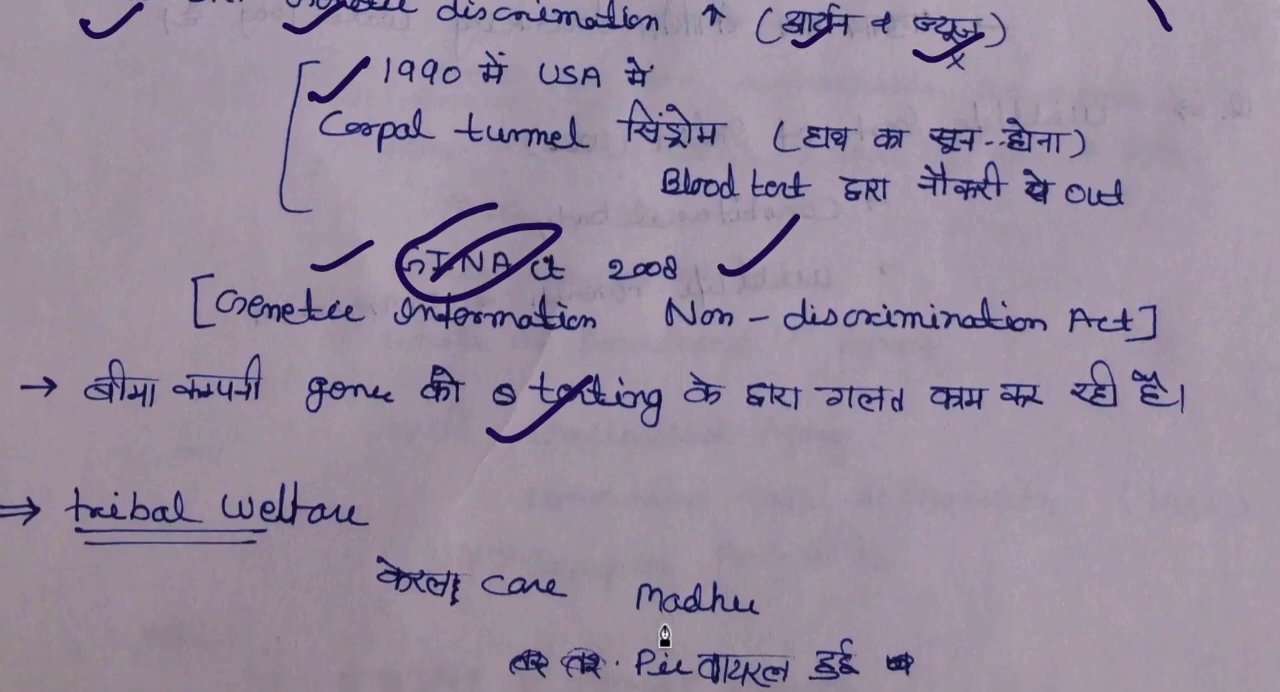 discrimination ↑ (आर्यन & ज्यूज)
1990 में USA में
Carpal tunnel सिंड्रोम (हाथ का सून..होना)
Blood test द्वारा नौकरी से out
GINA ct 2008
[Genetic Information Non-discrimination Act]
→ बीमा कम्पनी gene की testing के द्वारा गलत काम कर रही है।
⇒ tribal welfare
केरला case madhu
Pic वायरल हुई